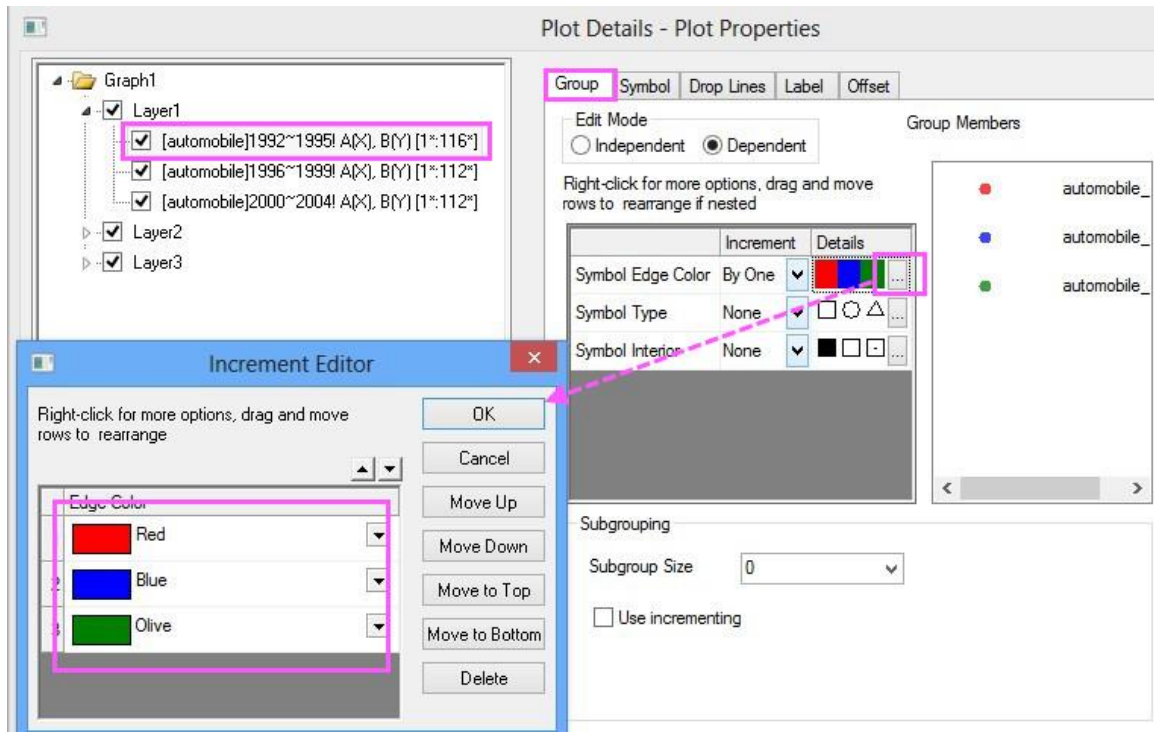 Plot Details - Plot Properties
Graph1
Layer1
[automobile]1992~1995! A(X), B(Y) [1*:116*]
[automobile]1996~1999! A(X), B(Y) [1*:112*]
[automobile]2000~2004! A(X), B(Y) [1*:112*]
Layer2
Layer3
Group Symbol Drop Lines Label Offset
Edit Mode
Independent Dependent
Right-click for more options, drag and move
rows to rearrange if nested
Increment Details
Symbol Edge Color By One ...
Symbol Type None ...
Symbol Interior None ...
Group Members
automobile_
automobile_
automobile_
Subgrouping
Subgroup Size 0
Use incrementing
Increment Editor
Right-click for more options, drag and move
rows to rearrange
Edge Color
Red
2 Blue
3 Olive
OK
Cancel
Move Up
Move Down
Move to Top
Move to Bottom
Delete